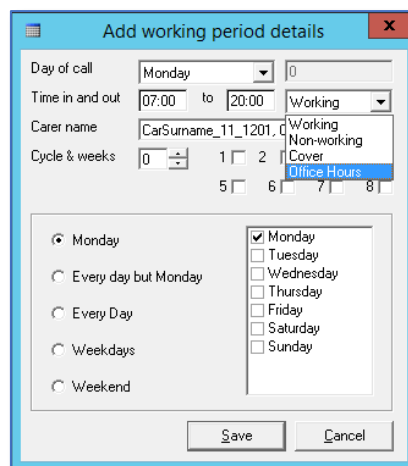 Add working period details
x
Day of call Monday 0
Time in and out 07:00 to 20:00 Working
Working
Non-working
Cover
Office Hours
Carer name CarSurname_11_1201,
Cycle & weeks 0 1 2
5 6 7 8
Monday
Every day but Monday
Every Day
Weekdays
Weekend
Monday
Tuesday
Wednesday
Thursday
Friday
Saturday
Sunday
Save Cancel